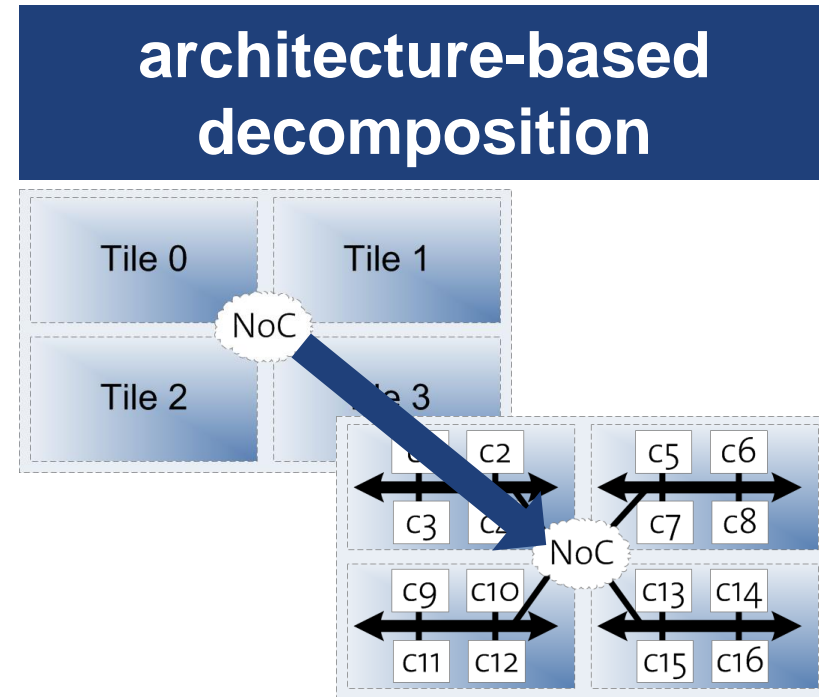 architecture-based
decomposition
Tile 0
Tile 1
NoC
Tile 2
3
c2
c5 c6
c3
c7 c8
NoC
c9 c10
c13 c14
c11 c12
c15 c16